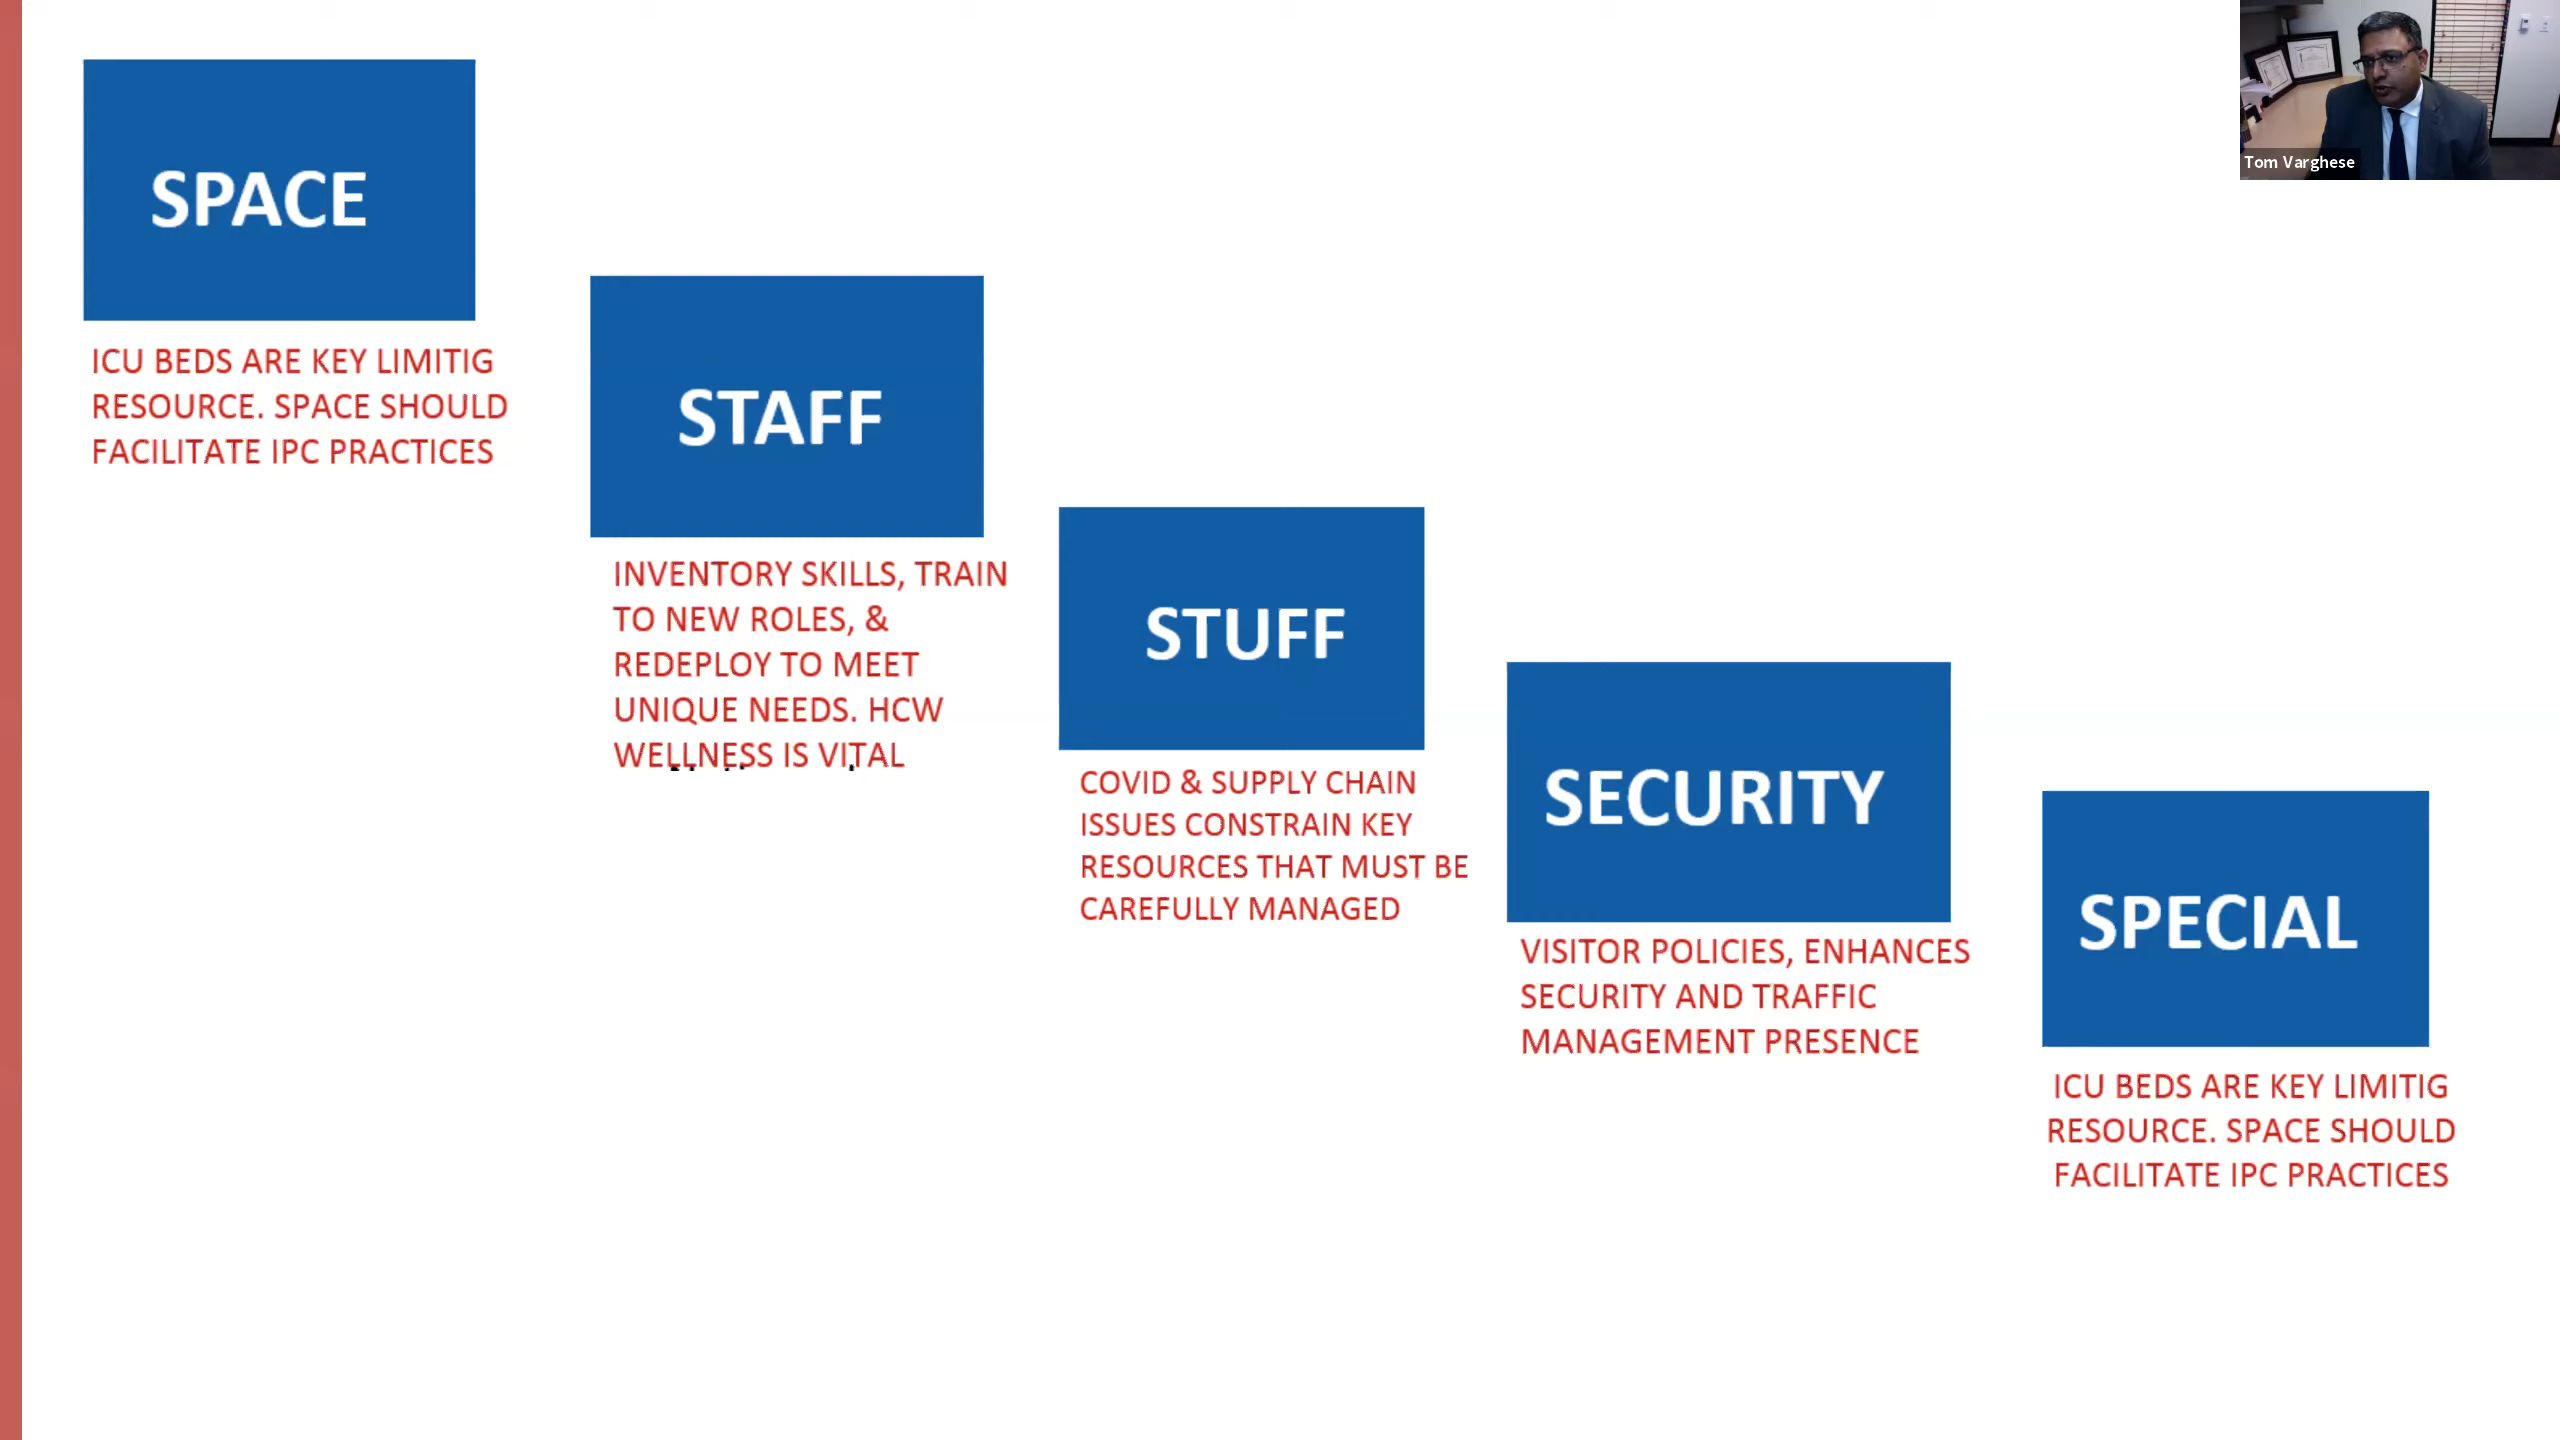 SPACE
ICU BEDS ARE KEY LIMITIG
RESOURCE. SPACE SHOULD
FACILITATE IPC PRACTICES
STAFF
INVENTORY SKILLS, TRAIN
TO NEW ROLES, &
REDEPLOY TO MEET
UNIQUE NEEDS. HCW
WELLNESS IS VITAL
STUFF
COVID & SUPPLY CHAIN
ISSUES CONSTRAIN KEY
RESOURCES THAT MUST BE
CAREFULLY MANAGED
SECURITY
VISITOR POLICIES, ENHANCES
SECURITY AND TRAFFIC
MANAGEMENT PRESENCE
SPECIAL
ICU BEDS ARE KEY LIMITIG
RESOURCE. SPACE SHOULD
FACILITATE IPC PRACTICES
Tom Varghese